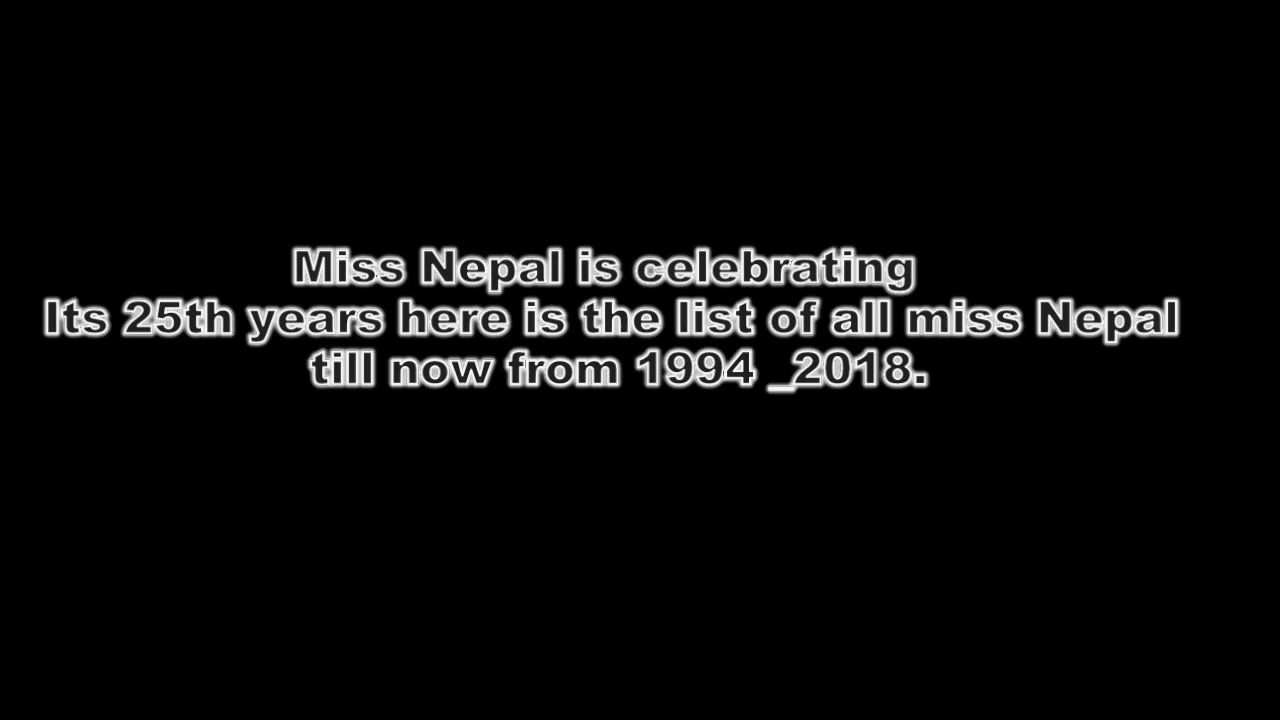 Miss Nepal is celebrating
Its 25th years here is the list of all miss Nepal
till now from 1994 _2018.